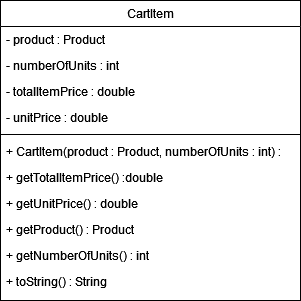 CartItem
- product : Product
- numberOfUnits : int
- totalItemPrice : double
- unitPrice : double
+ CartItem(product : Product, numberOfUnits : int) :
+ getTotalItemPrice() :double
+ getUnitPrice() : double
+ getProduct() : Product
+ getNumberOfUnits() : int
+ toString() : String